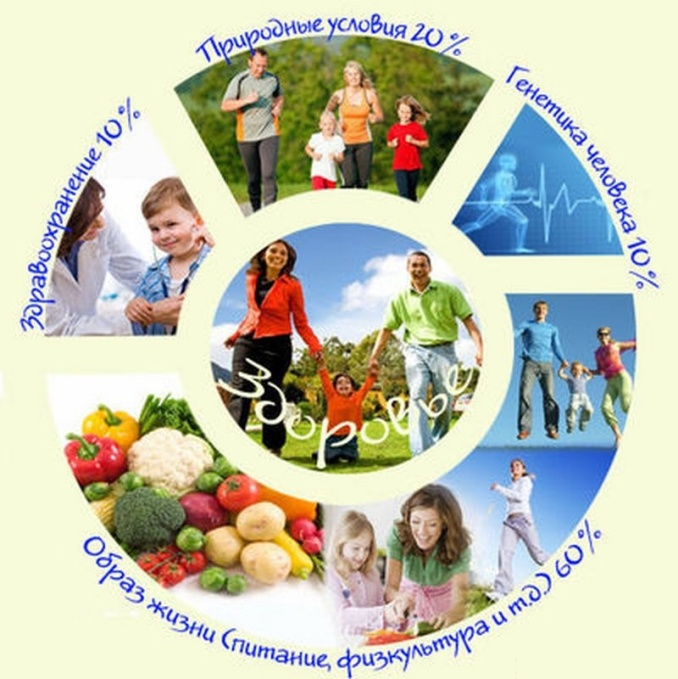 Природные условия 20%
Генетика человека 10%
Здравоохранение 10%
Здоровье
Образ жизни (питание, физкультура и т.д.) 60%